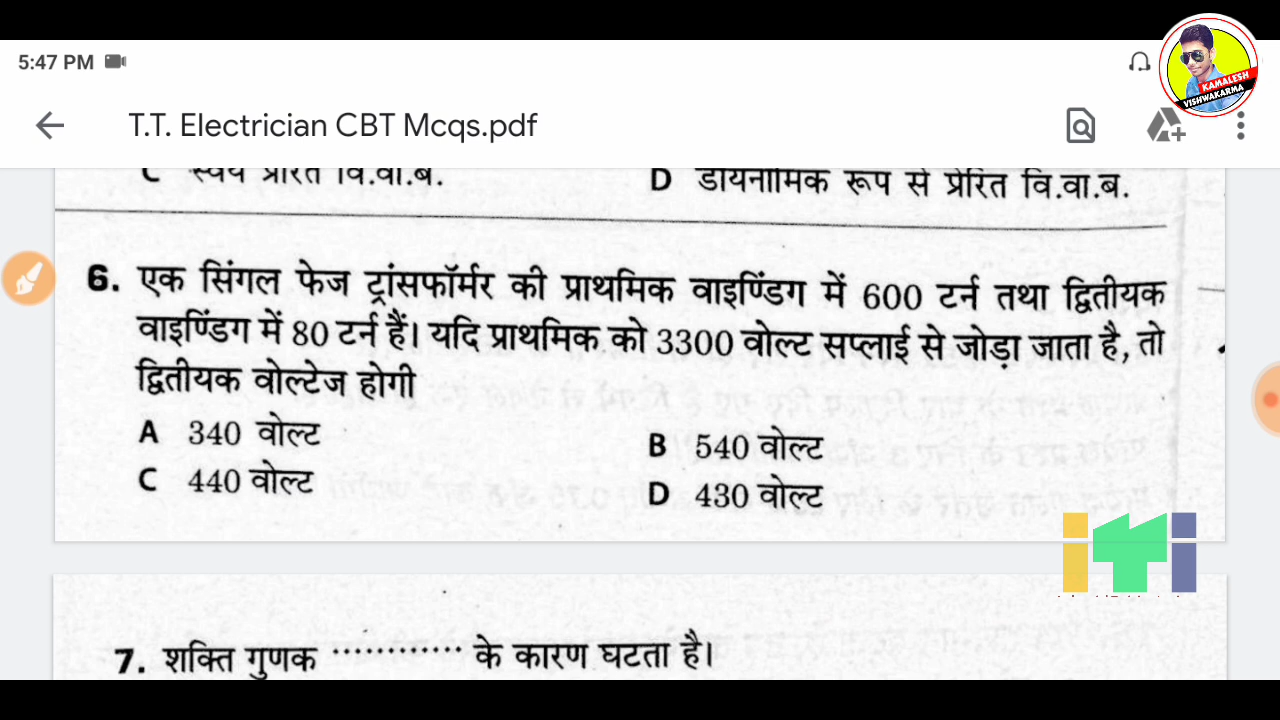 5:47 PM
KAMALESH
VISHWAKARMA
T.T. Electrician CBT Mcqs.pdf
C स्वयं प्रेरित वि.वा.ब.
D डायनामिक रूप से प्रेरित वि.वा.ब.
6. एक सिंगल फेज ट्रांसफॉर्मर की प्राथमिक वाइण्डिंग में 600 टर्न तथा द्वितीयक
वाइण्डिंग में 80 टर्न हैं। यदि प्राथमिक को 3300 वोल्ट सप्लाई से जोड़ा जाता है, तो
द्वितीयक वोल्टेज होगी
A 340 वोल्ट
B 540 वोल्ट
C 440 वोल्ट
D 430 वोल्ट
iTi
7. शक्ति गुणक ............ के कारण घटता है।